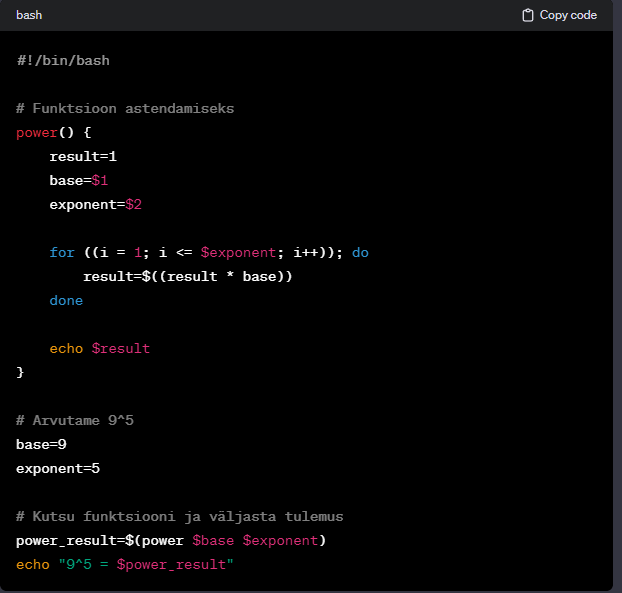 bash
Copy code
#!/bin/bash
# Funktsioon astendamiseks
power() {
    result=1
    base=$1
    exponent=$2
    for ((i = 1; i <= $exponent; i++)); do
        result=$((result * base))
    done
    echo $result
}
# Arvutame 9^5
base=9
exponent=5
# Kutsu funktsiooni ja väljasta tulemus
power_result=$(power $base $exponent)
echo "9^5 = $power_result"